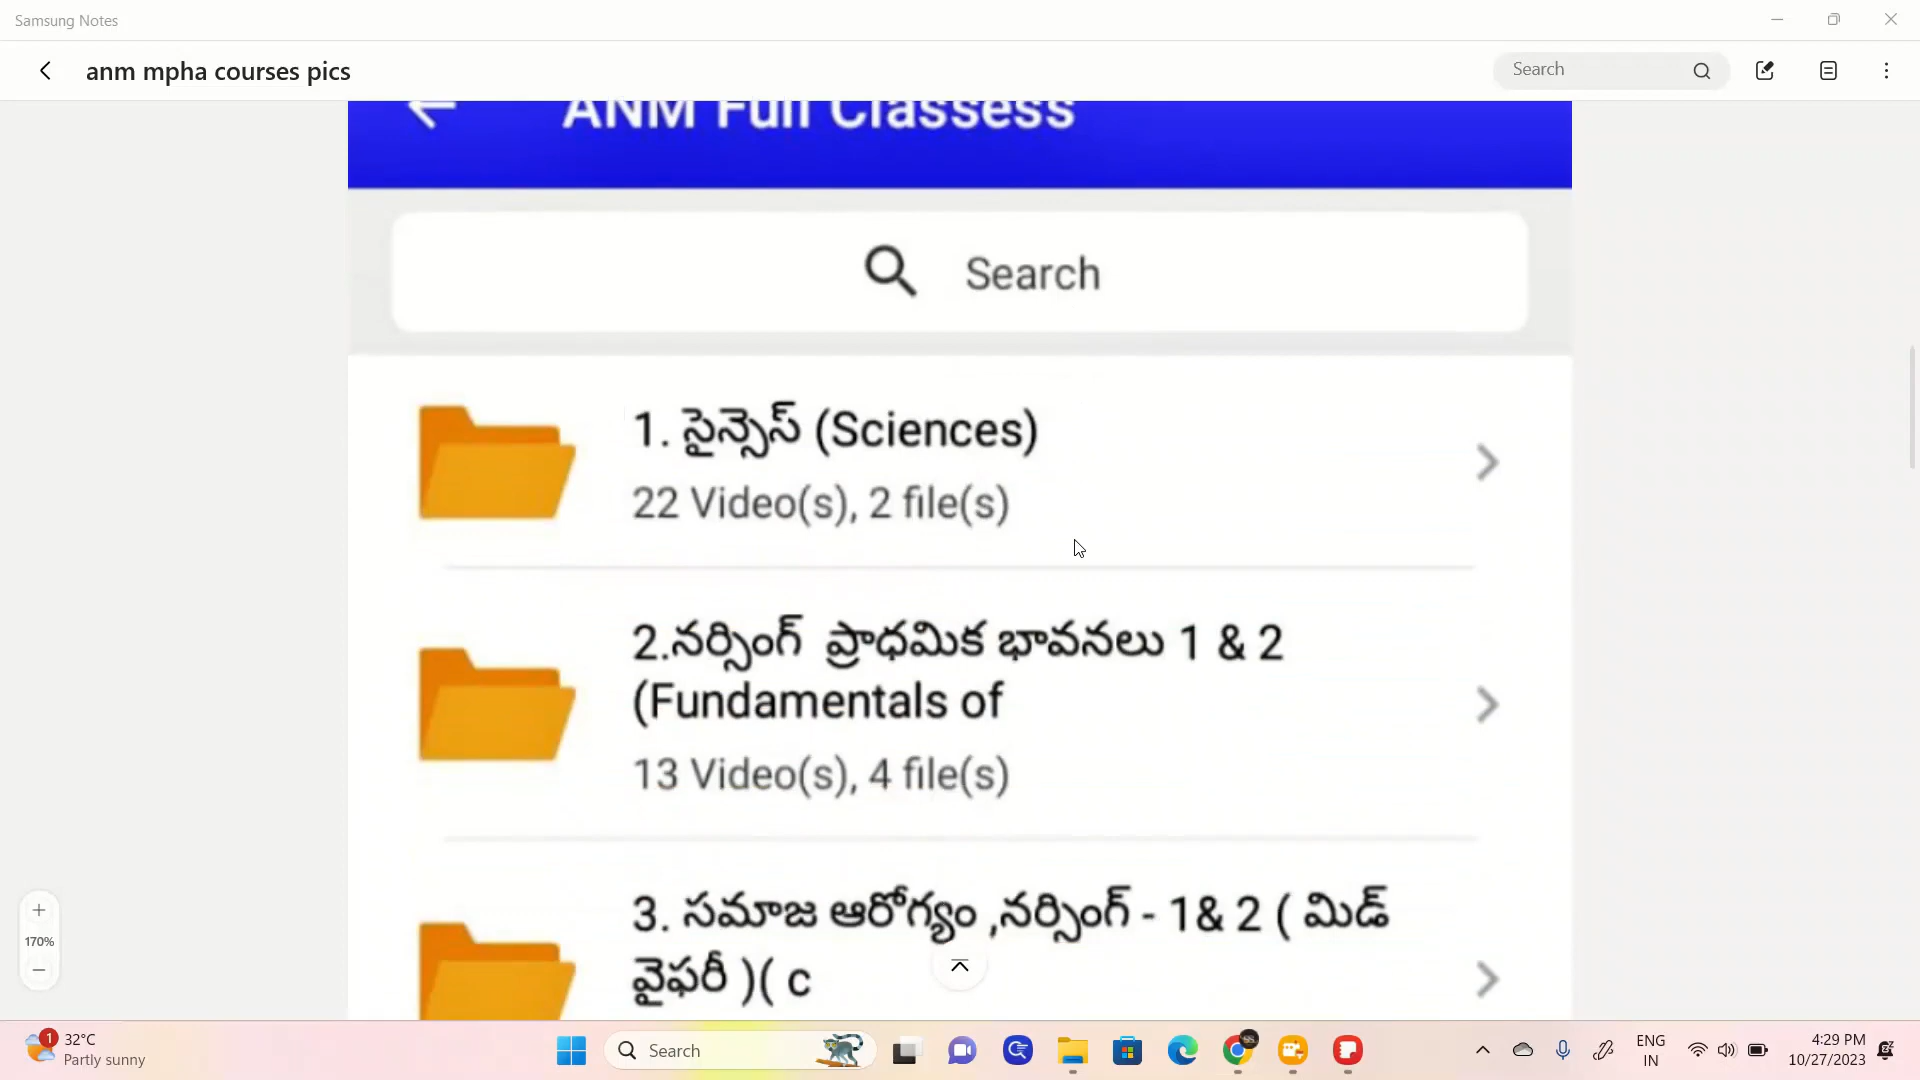 Samsung Notes
anm mpha courses pics
Search
ANM Full Classess
Search
1. సైన్సెస్ (Sciences)
22 Video(s), 2 file(s)
2.నర్సింగ్ ప్రాధమిక భావనలు 1 & 2
(Fundamentals of
13 Video(s), 4 file(s)
3. సమాజ ఆరోగ్యం ,నర్సింగ్ - 1& 2 ( మిడ్
వైఫరీ )( c
170%
1
32°C
Partly sunny
Search
SS
ENG
IN
4:29 PM
10/27/2023